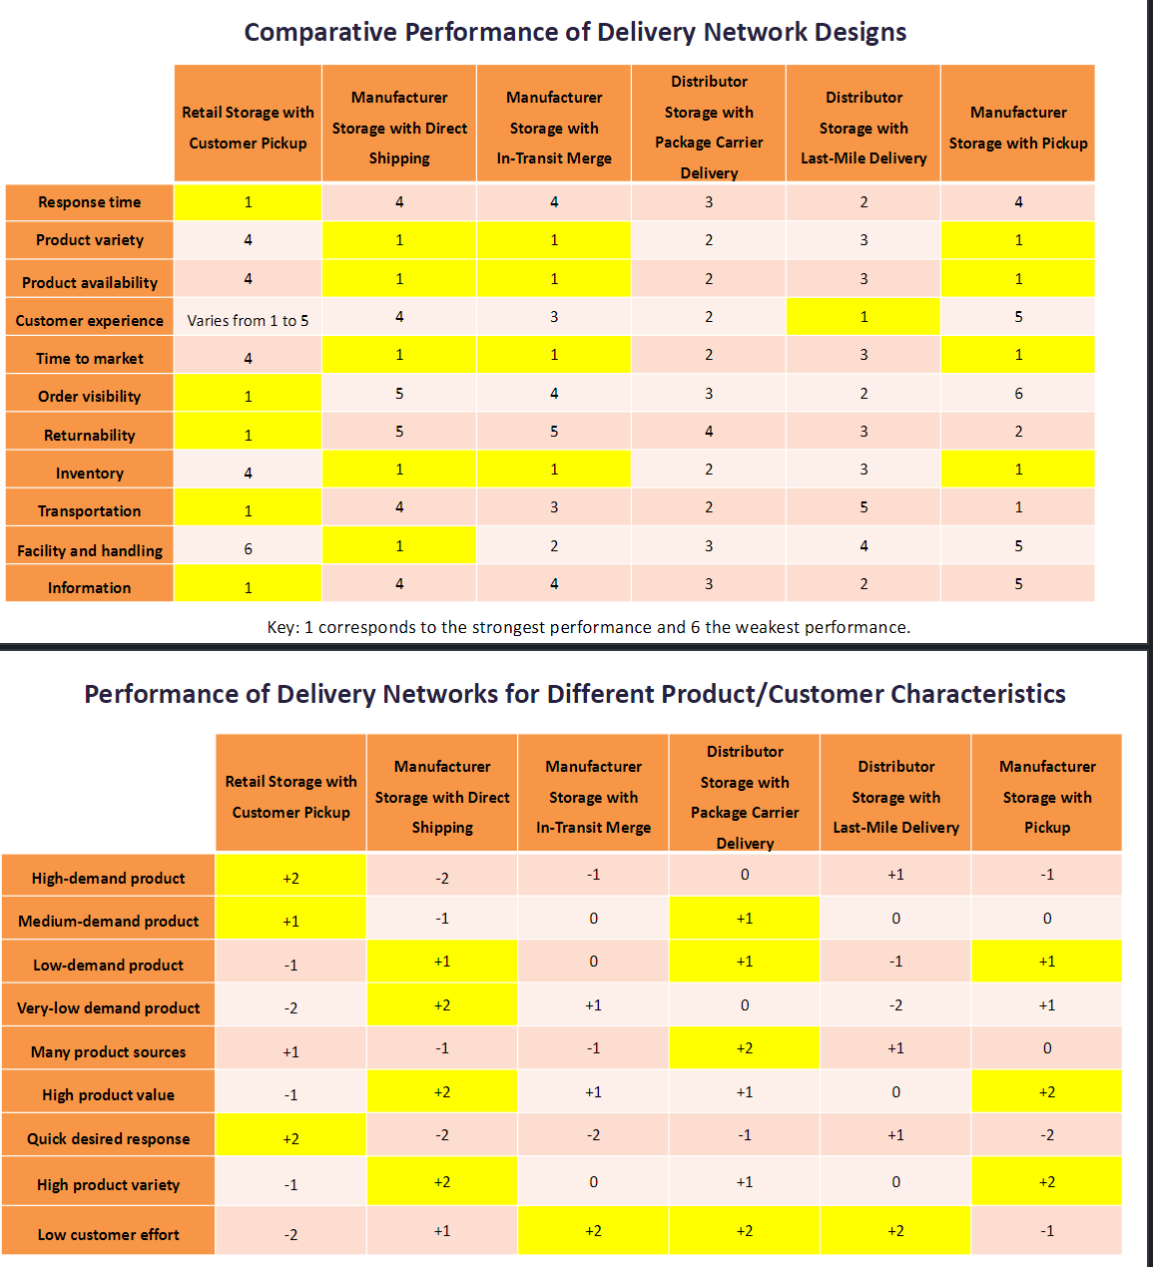 Comparative Performance of Delivery Network Designs
Retail Storage with
Customer Pickup
Manufacturer
Storage with Direct
Shipping
Manufacturer
Storage with
In-Transit Merge
Distributor
Storage with
Package Carrier
Delivery
Distributor
Storage with
Last-Mile Delivery
Manufacturer
Storage with Pickup
Response time 1 4 4 3 2 4
Product variety 4 1 1 2 3 1
Product availability 4 1 1 2 3 1
Customer experience Varies from 1 to 5 4 3 2 1 5
Time to market 4 1 1 2 3 1
Order visibility 1 5 4 3 2 6
Returnability 1 5 5 4 3 2
Inventory 4 1 1 2 3 1
Transportation 1 4 3 2 5 1
Facility and handling 6 1 2 3 4 5
Information 1 4 4 3 2 5
Key: 1 corresponds to the strongest performance and 6 the weakest performance.
Performance of Delivery Networks for Different Product/Customer Characteristics
Retail Storage with
Customer Pickup
Manufacturer
Storage with Direct
Shipping
Manufacturer
Storage with
In-Transit Merge
Distributor
Storage with
Package Carrier
Delivery
Distributor
Storage with
Last-Mile Delivery
Manufacturer
Storage with
Pickup
High-demand product +2 -2 -1 0 +1 -1
Medium-demand product +1 -1 0 +1 0 0
Low-demand product -1 +1 0 +1 -1 +1
Very-low demand product -2 +2 +1 0 -2 +1
Many product sources +1 -1 -1 +2 +1 0
High product value -1 +2 +1 +1 0 +2
Quick desired response +2 -2 -2 -1 +1 -2
High product variety -1 +2 0 +1 0 +2
Low customer effort -2 +1 +2 +2 +2 -1